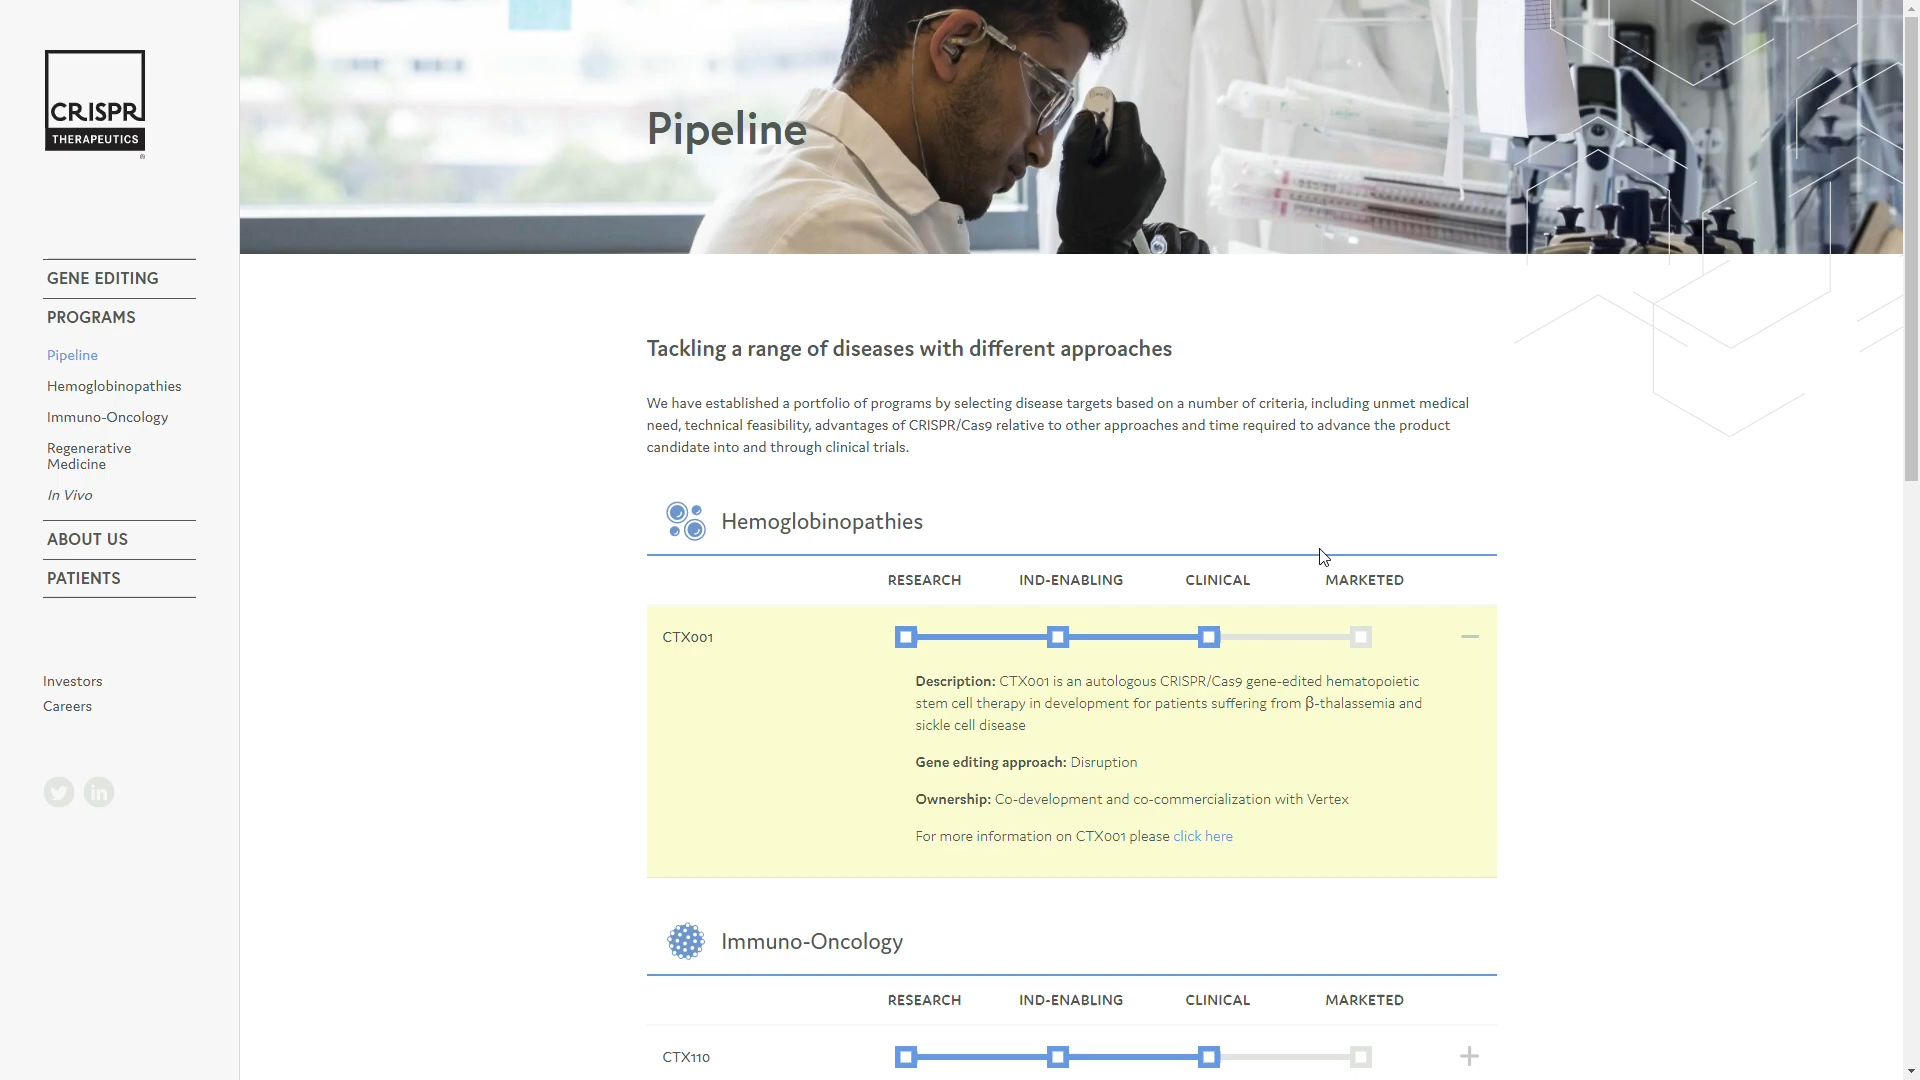 CRISPR
THERAPEUTICS
®
GENE EDITING
PROGRAMS
Pipeline
Hemoglobinopathies
Immuno-Oncology
Regenerative
Medicine
In Vivo
ABOUT US
PATIENTS
Investors
Careers
in
Pipeline
Tackling a range of diseases with different approaches
We have established a portfolio of programs by selecting disease targets based on a number of criteria, including unmet medical
need, technical feasibility, advantages of CRISPR/Cas9 relative to other approaches and time required to advance the product
candidate into and through clinical trials.
Hemoglobinopathies
RESEARCH IND-ENABLING CLINICAL MARKETED
CTX001
Description: CTX001 is an autologous CRISPR/Cas9 gene-edited hematopoietic
stem cell therapy in development for patients suffering from β-thalassemia and
sickle cell disease
Gene editing approach: Disruption
Ownership: Co-development and co-commercialization with Vertex
For more information on CTX001 please click here
Immuno-Oncology
RESEARCH IND-ENABLING CLINICAL MARKETED
CTX110